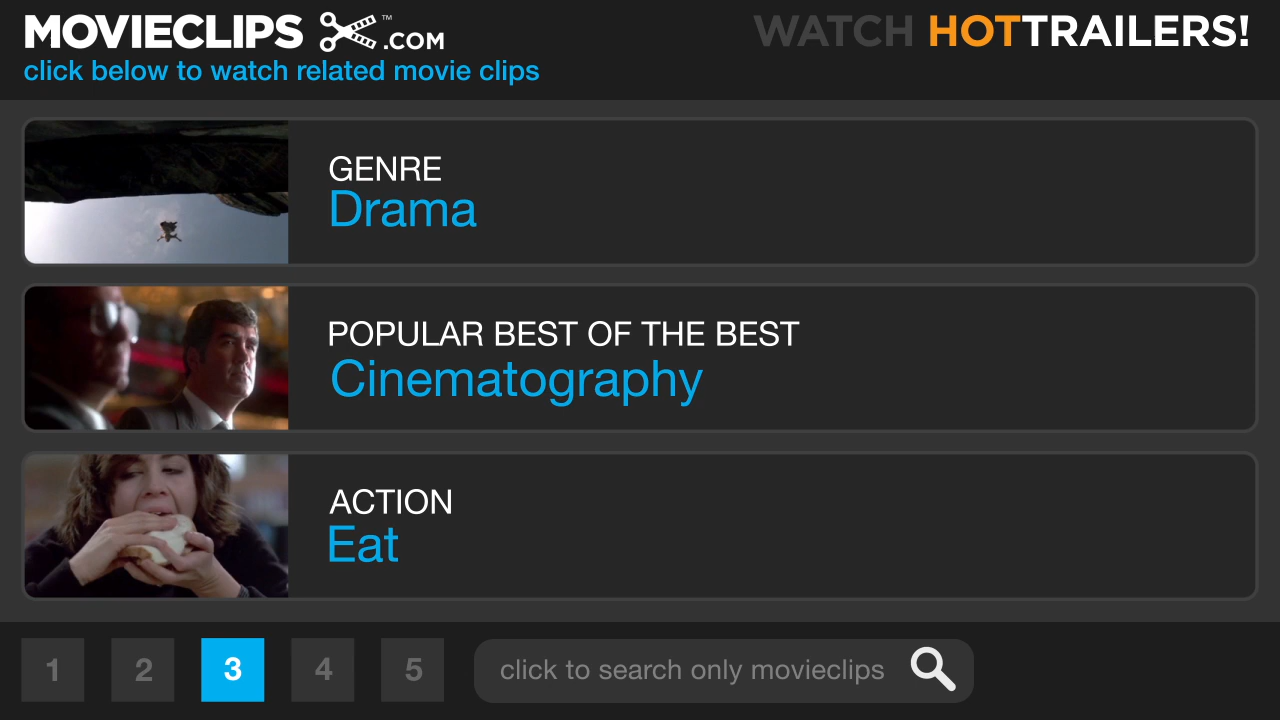 MOVIECLIPS ™ .COM
WATCH HOTTRAILERS!
click below to watch related movie clips
GENRE
Drama
POPULAR BEST OF THE BEST
Cinematography
ACTION
Eat
1 2 3 4 5
click to search only movieclips